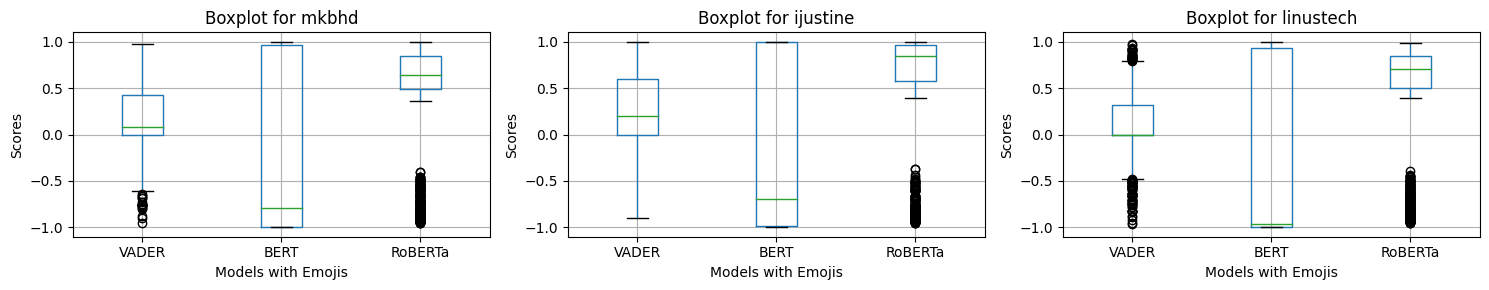 Boxplot for mkbhd
1.0
0.5
0.0
−0.5
−1.0
Scores
VADER BERT RoBERTa
Models with Emojis
Boxplot for ijustine
1.0
0.5
0.0
−0.5
−1.0
Scores
VADER BERT RoBERTa
Models with Emojis
Boxplot for linustech
1.0
0.5
0.0
−0.5
−1.0
Scores
VADER BERT RoBERTa
Models with Emojis